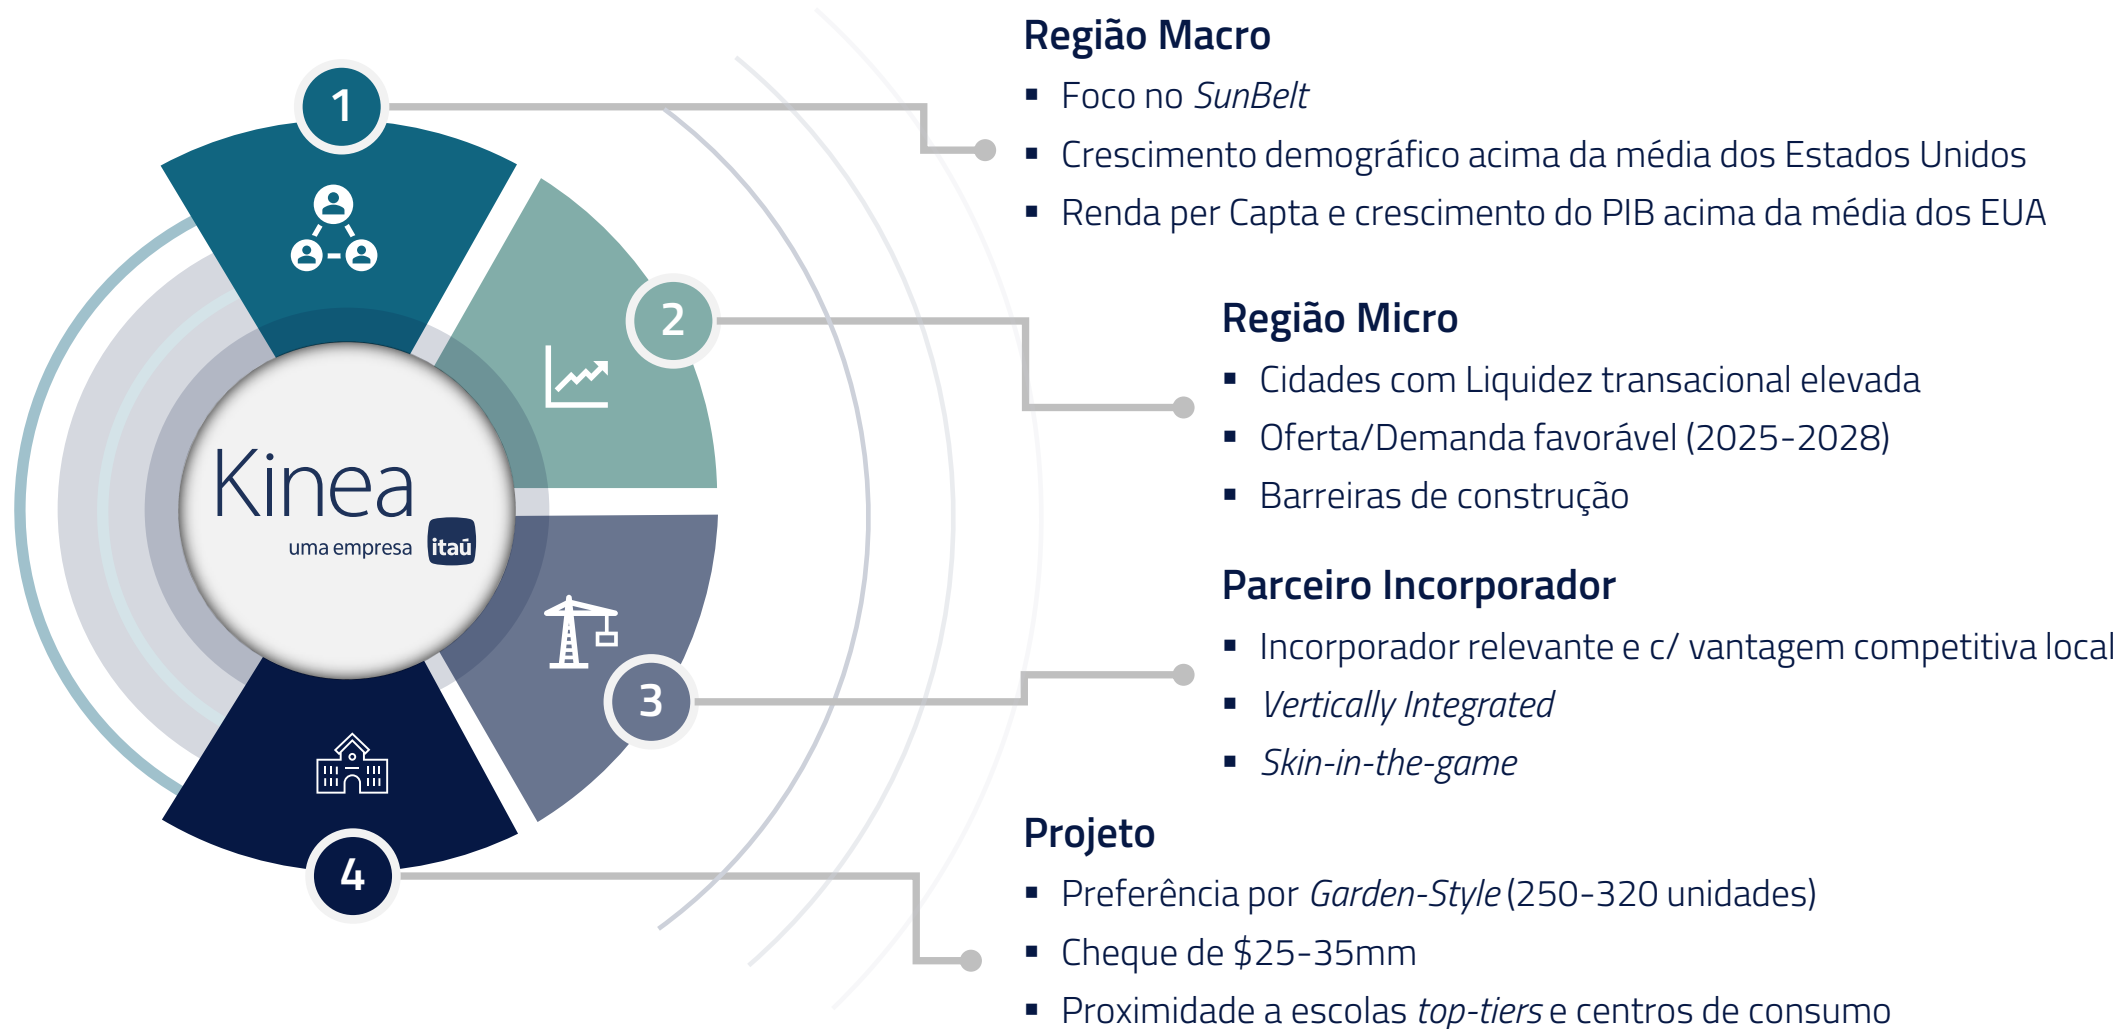 1
Região Macro
▪ Foco no SunBelt
▪ Crescimento demográfico acima da média dos Estados Unidos
▪ Renda per Capta e crescimento do PIB acima da média dos EUA
2
Região Micro
▪ Cidades com Liquidez transacional elevada
▪ Oferta/Demanda favorável (2025-2028)
▪ Barreiras de construção
Kinea
uma empresa itaú
3
Parceiro Incorporador
▪ Incorporador relevante e c/ vantagem competitiva local
▪ Vertically Integrated
▪ Skin-in-the-game
4
Projeto
▪ Preferência por Garden-Style (250-320 unidades)
▪ Cheque de $25-35mm
▪ Proximidade a escolas top-tiers e centros de consumo